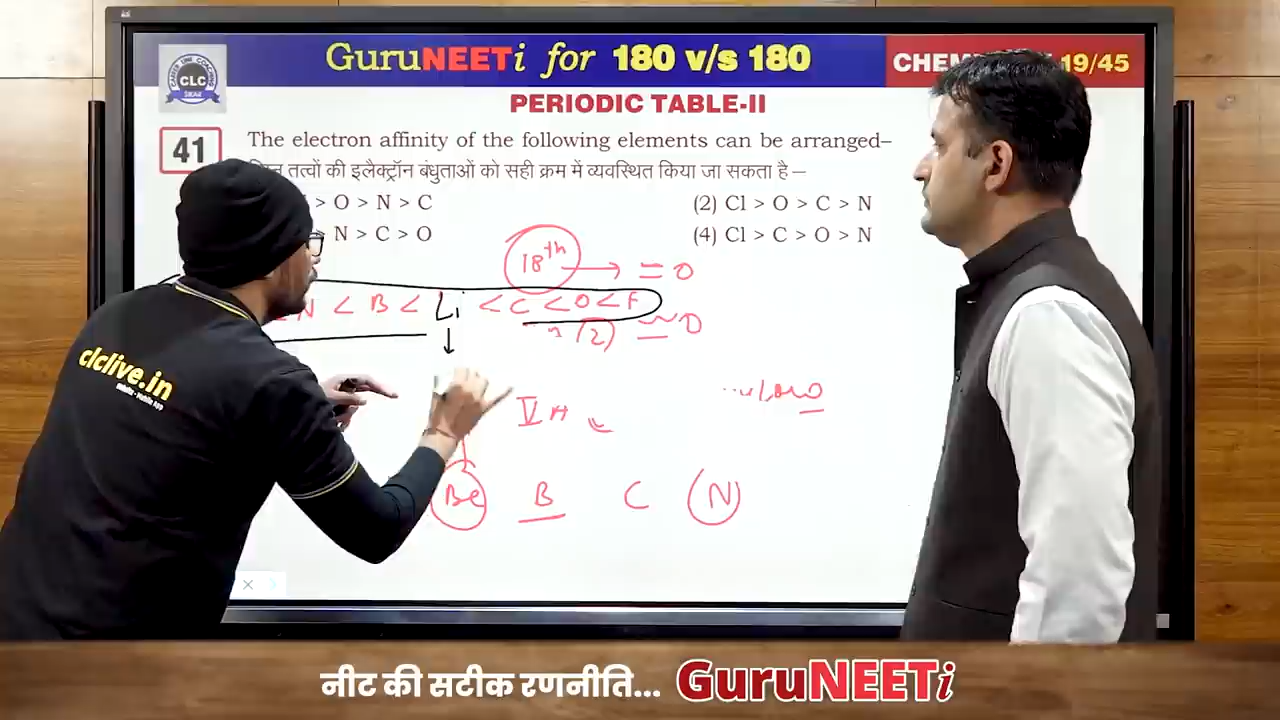 GuruNEETi for 180 v/s 180
19/45
CLC
SIKAR
PERIODIC TABLE-II
41
The electron affinity of the following elements can be arranged–
तत्वों की इलैक्ट्रॉन बंधुताओं को सही क्रम में व्यवस्थित किया जा सकता है –
> O > N > C
(2) Cl > O > C > N
> N > C > O
(4) Cl > C > O > N
18th → = 0
< N < B < Li < C < O < F
(2) ≃ 0
↓
VA
Be B C N
clclive.in
नीट की सटीक रणनीति... GuruNEETi